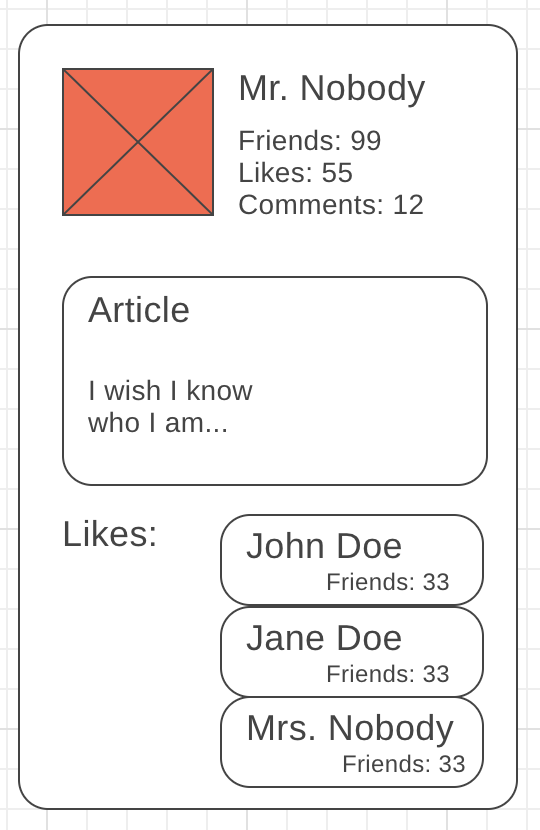 Mr. Nobody
Friends: 99
Likes: 55
Comments: 12
Article
I wish I know
who I am...
Likes:
John Doe
Friends: 33
Jane Doe
Friends: 33
Mrs. Nobody
Friends: 33